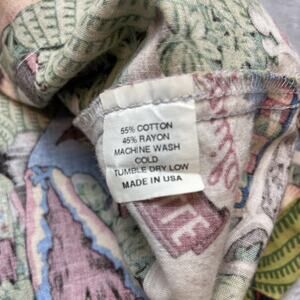 55% COTTON
45% RAYON
MACHINE WASH
COLD
TUMBLE DRY LOW
MADE IN USA